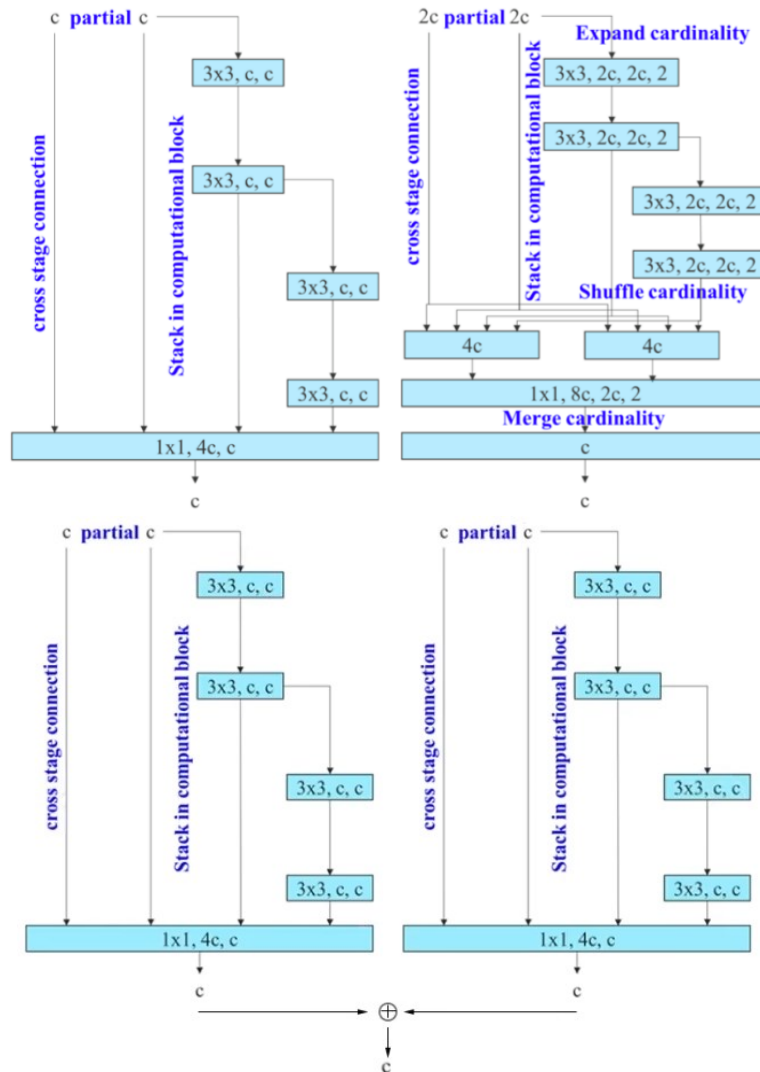 c partial c
3x3, c, c
3x3, c, c
3x3, c, c
3x3, c, c
cross stage connection
Stack in computational block
1x1, 4c, c
c
2c partial 2c
Expand cardinality
3x3, 2c, 2c, 2
3x3, 2c, 2c, 2
3x3, 2c, 2c, 2
3x3, 2c, 2c, 2
cross stage connection
Stack in computational block
Shuffle cardinality
4c
4c
1x1, 8c, 2c, 2
Merge cardinality
c
c
c partial c
3x3, c, c
3x3, c, c
3x3, c, c
3x3, c, c
cross stage connection
Stack in computational block
1x1, 4c, c
c
c partial c
3x3, c, c
3x3, c, c
3x3, c, c
3x3, c, c
cross stage connection
Stack in computational block
1x1, 4c, c
c
c